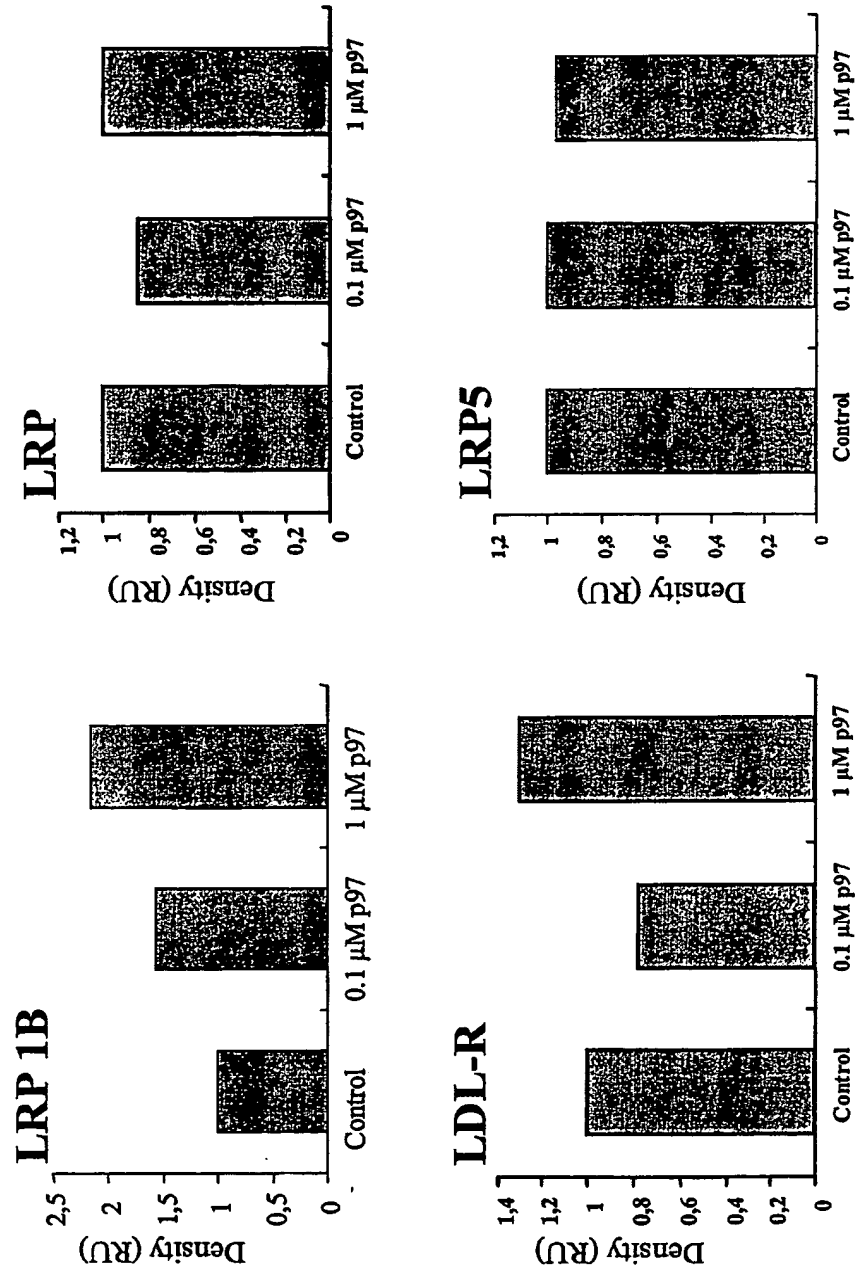 LRP 1B
Density (RU)
2,5
2
1,5
1
0,5
0
Control
0.1 µM p97
1 µM p97
LRP
Density (RU)
1,2
1
0,8
0,6
0,4
0,2
0
Control
0.1 µM p97
1 µM p97
LDL-R
Density (RU)
1,4
1,2
1
0,8
0,6
0,4
0,2
0
Control
0.1 µM p97
1 µM p97
LRP5
Density (RU)
1,2
1
0,8
0,6
0,4
0,2
0
Control
0.1 µM p97
1 µM p97